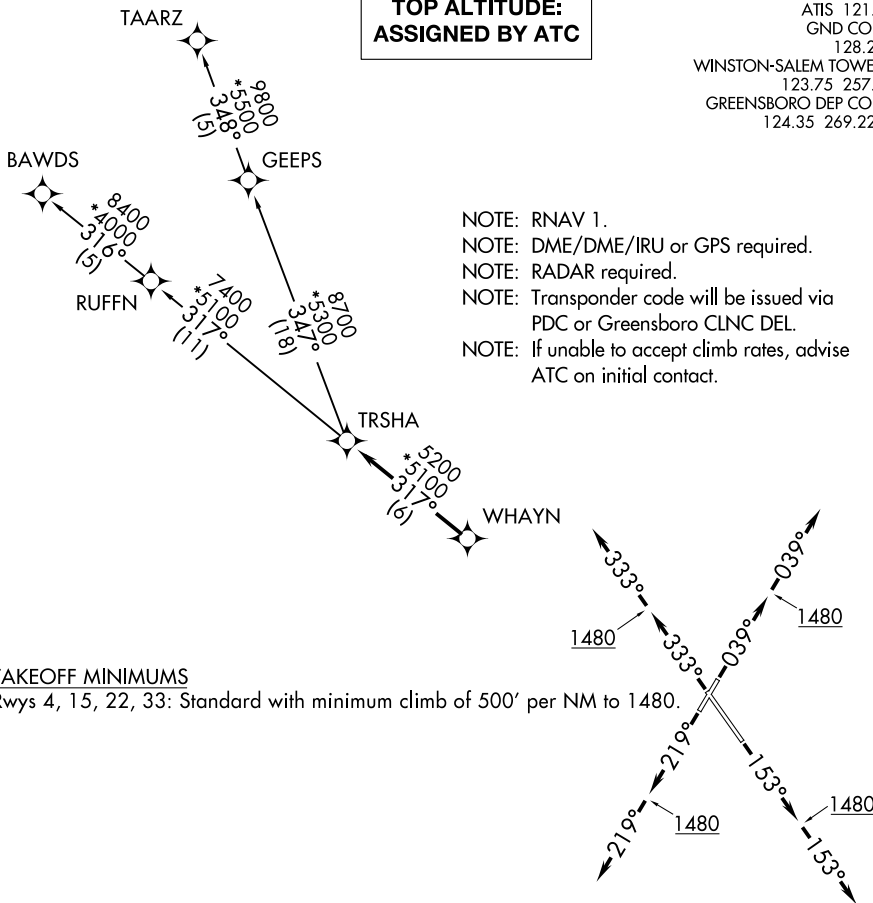 TOP ALTITUDE:
ASSIGNED BY ATC
ATIS 121.
GND CO
128.2
WINSTON-SALEM TOWE
123.75 257.
GREENSBORO DEP CO
124.35 269.22
TAARZ
9800
*5500
348°
(5)
GEEPS
BAWDS
8400
*4000
316°
(5)
RUFFN
7400
*5100
317°
(11)
8700
*5300
347°
(18)
NOTE: RNAV 1.
NOTE: DME/DME/IRU or GPS required.
NOTE: RADAR required.
NOTE: Transponder code will be issued via
PDC or Greensboro CLNC DEL.
NOTE: If unable to accept climb rates, advise
ATC on initial contact.
TRSHA
5200
*5100
317°
(6)
WHAYN
333°
039°
1480
1480
333°
039°
TAKEOFF MINIMUMS
Rwys 4, 15, 22, 33: Standard with minimum climb of 500' per NM to 1480.
219°
153°
1480
1480
219°
153°